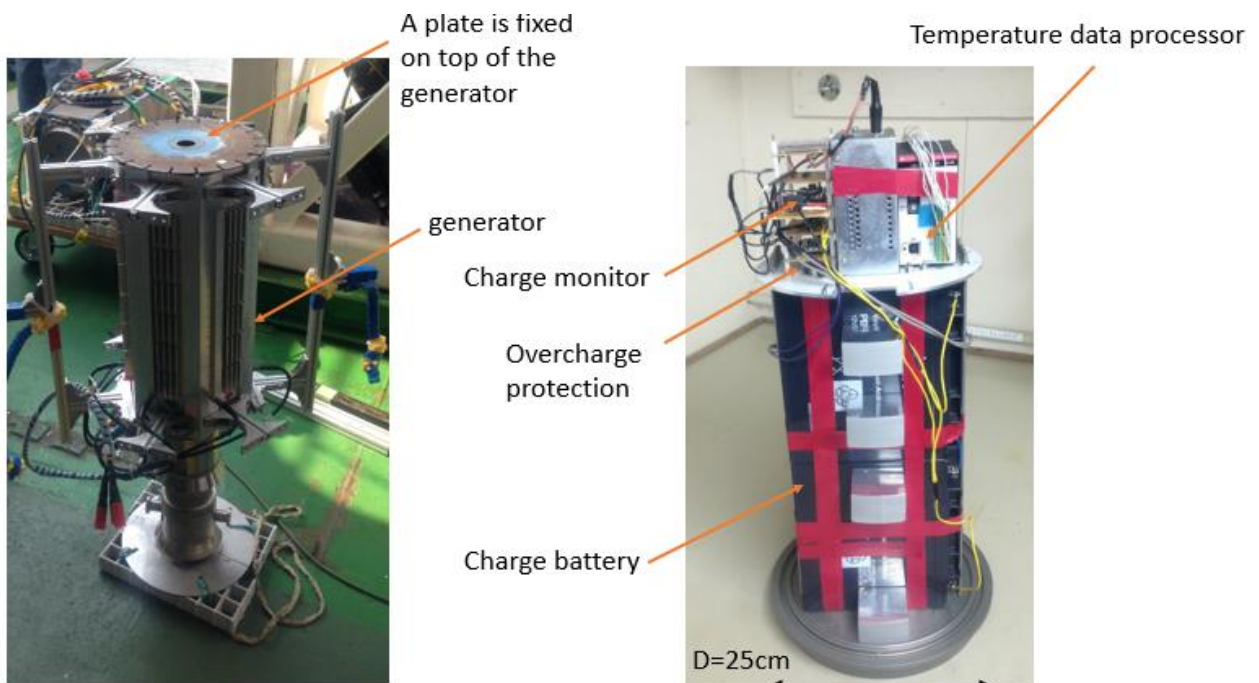 A plate is fixed
on top of the
generator
generator
Temperature data processor
Charge monitor
Overcharge
protection
Charge battery
D=25cm